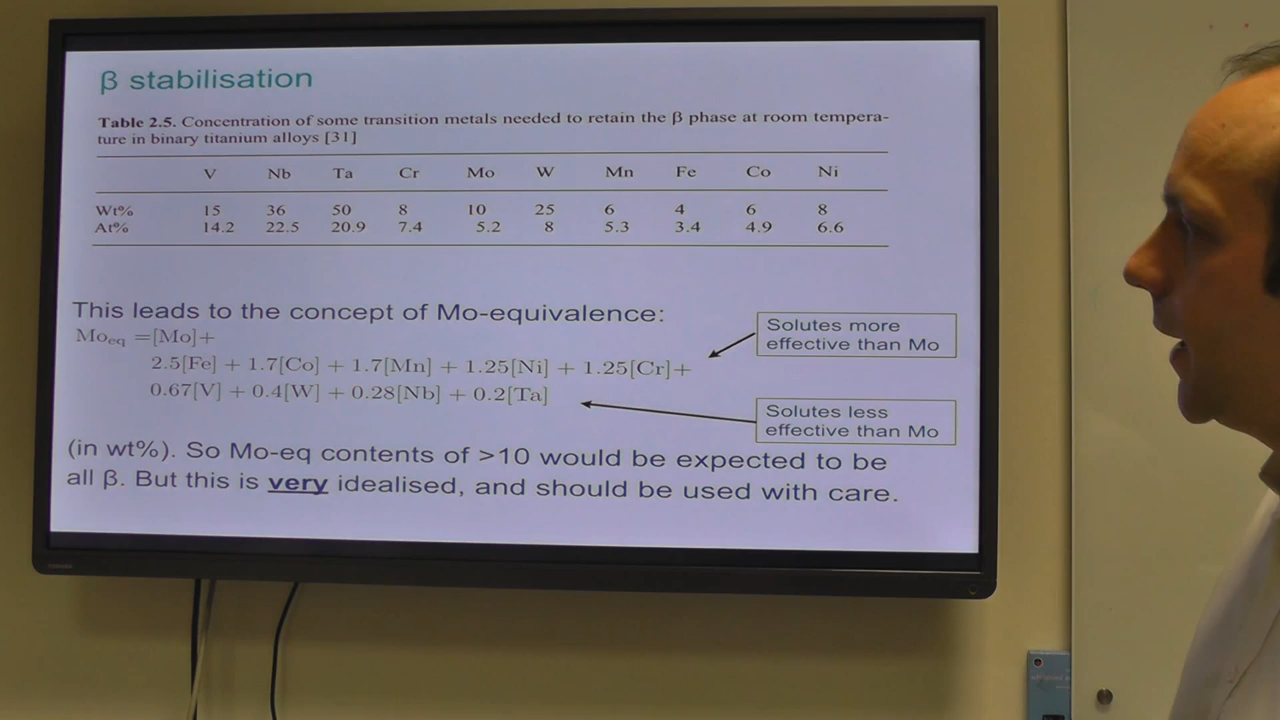 β stabilisation
Table 2.5. Concentration of some transition metals needed to retain the β phase at room tempera-
ture in binary titanium alloys [31]
V Nb Ta Cr Mo W Mn Fe Co Ni
Wt% 15 36 50 8 10 25 6 4 6 8
At% 14.2 22.5 20.9 7.4 5.2 8 5.3 3.4 4.9 6.6
This leads to the concept of Mo-equivalence:
Moeq =[Mo]+
2.5[Fe] + 1.7[Co] + 1.7[Mn] + 1.25[Ni] + 1.25[Cr]+
0.67[V] + 0.4[W] + 0.28[Nb] + 0.2[Ta]
Solutes more
effective than Mo
Solutes less
effective than Mo
(in wt%). So Mo-eq contents of >10 would be expected to be
all β. But this is very idealised, and should be used with care.